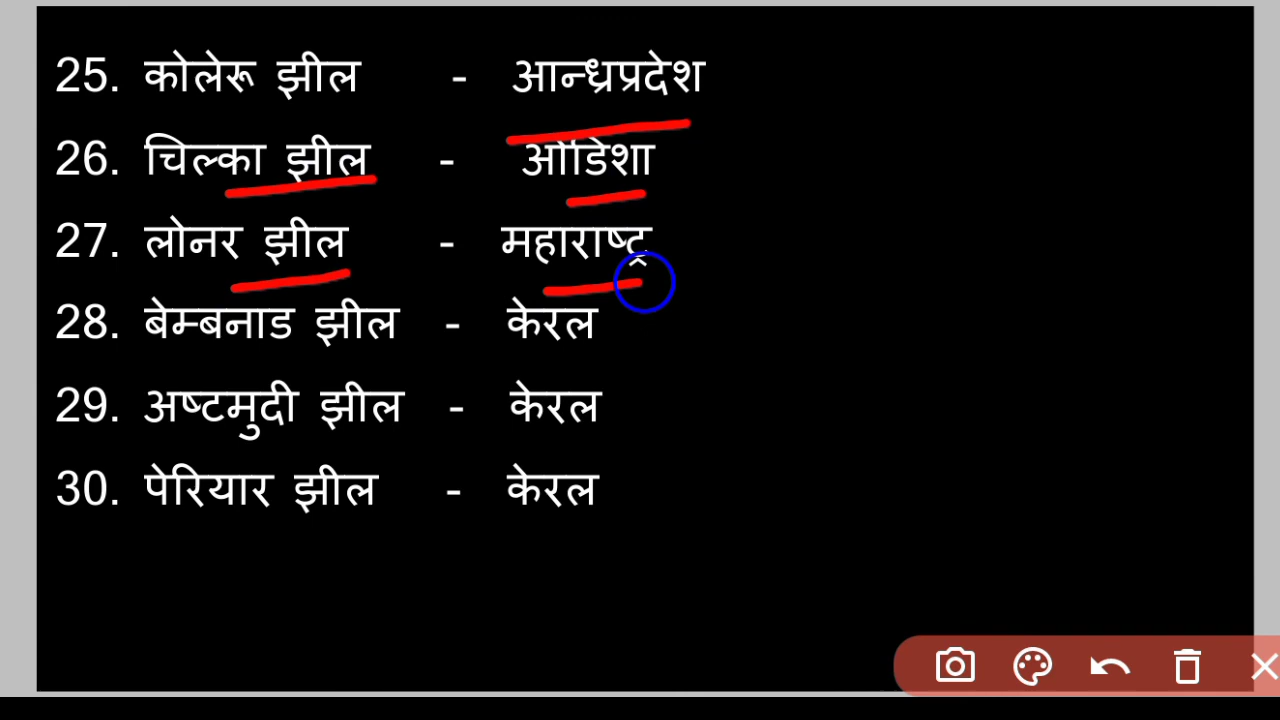 25. कोलेरू झील - आन्ध्रप्रदेश
26. चिल्का झील - ओडिशा
27. लोनर झील - महाराष्ट्र
28. बेम्बनाड झील - केरल
29. अष्टमुदी झील - केरल
30. पेरियार झील - केरल